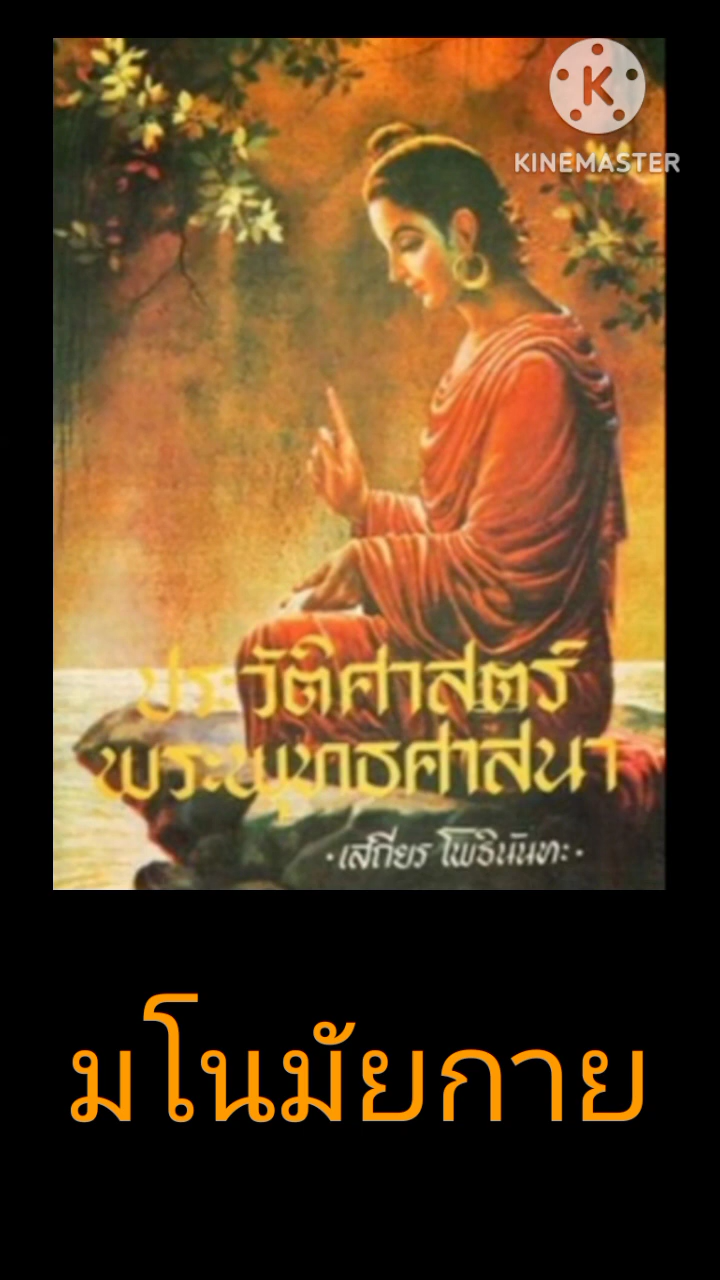 K
KINEMASTER
ประวัติศาสตร์
พระพุทธศาสนา
• เสถียร โพธินันทะ •
มโนมัยกาย